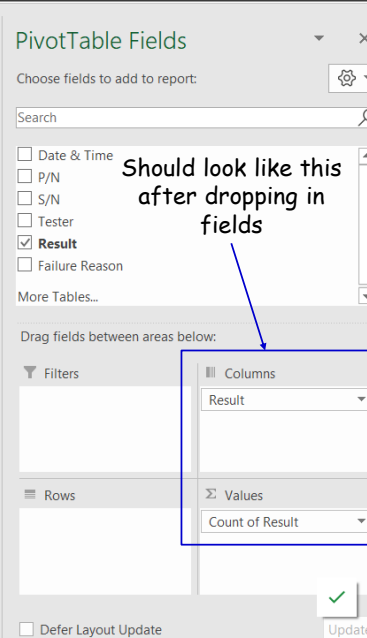 PivotTable Fields
Choose fields to add to report:
Search
Date & Time
P/N
S/N
Tester
Result
Failure Reason
More Tables...
Should look like this
after dropping in
fields
Drag fields between areas below:
Filters
Columns
Result
Rows
Σ Values
Count of Result
Defer Layout Update
Update